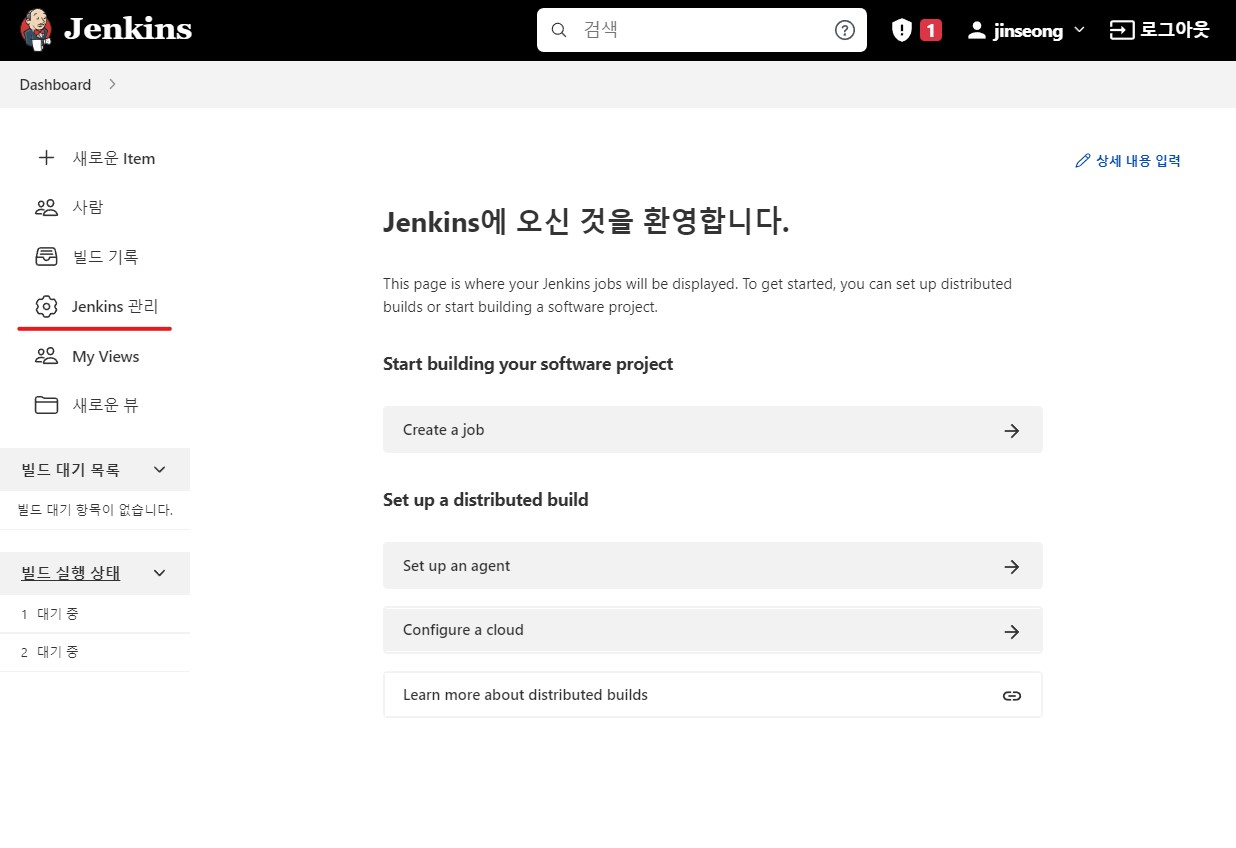 Jenkins
검색
1
jinseong
로그아웃
Dashboard
새로운 Item
사람
빌드 기록
Jenkins 관리
My Views
새로운 뷰
빌드 대기 목록
빌드 대기 항목이 없습니다.
빌드 실행 상태
1 대기 중
2 대기 중
상세 내용 입력
Jenkins에 오신 것을 환영합니다.
This page is where your Jenkins jobs will be displayed. To get started, you can set up distributed
builds or start building a software project.
Start building your software project
Create a job
Set up a distributed build
Set up an agent
Configure a cloud
Learn more about distributed builds